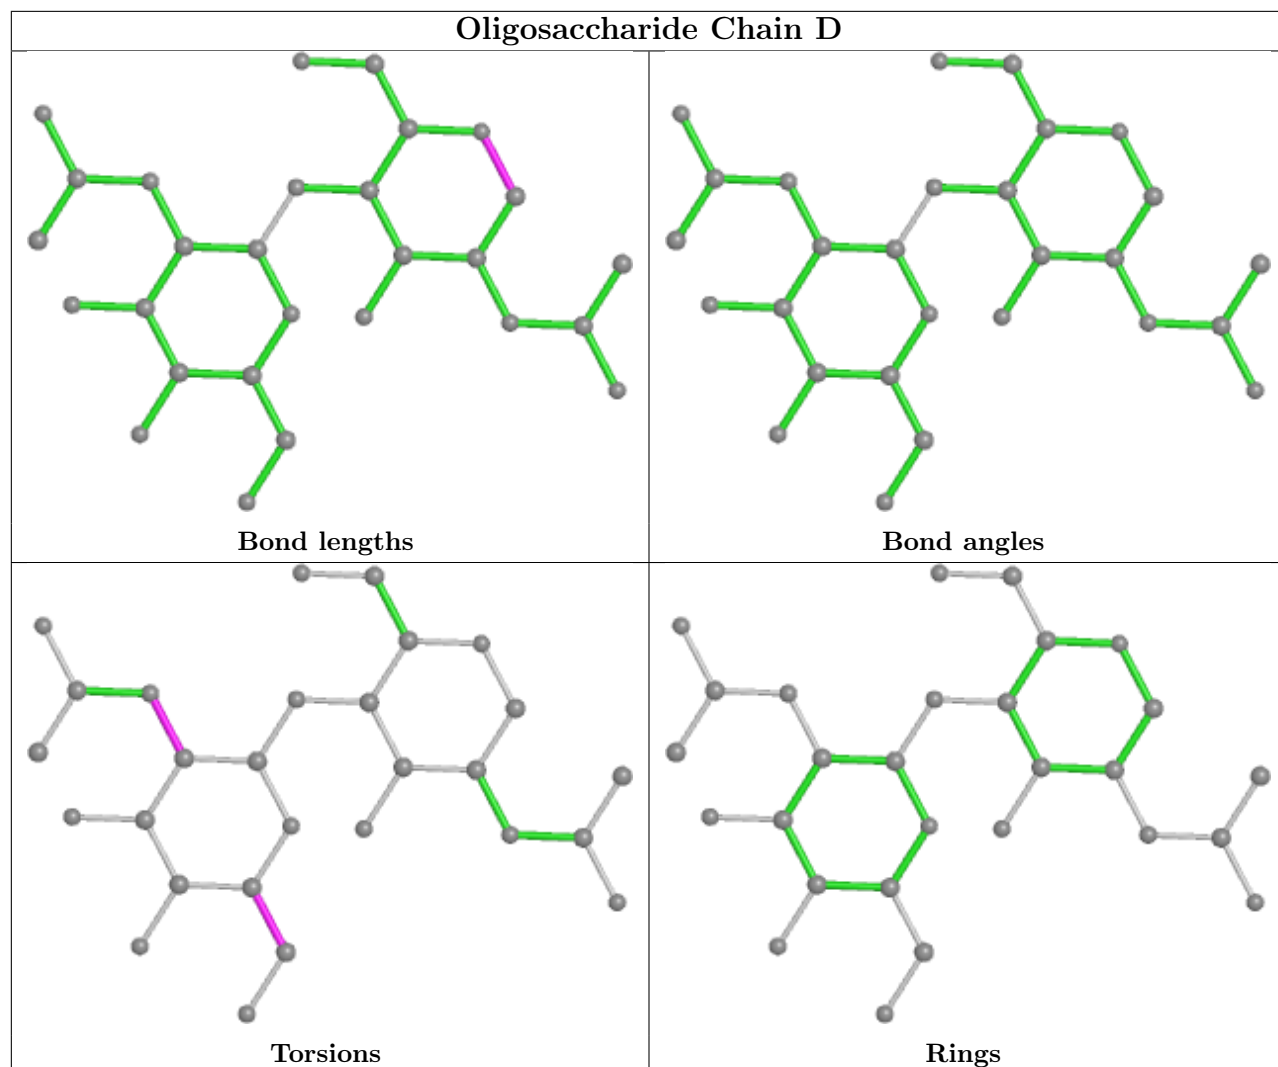 Oligosaccharide Chain D
Bond lengths
Bond angles
Torsions
Rings